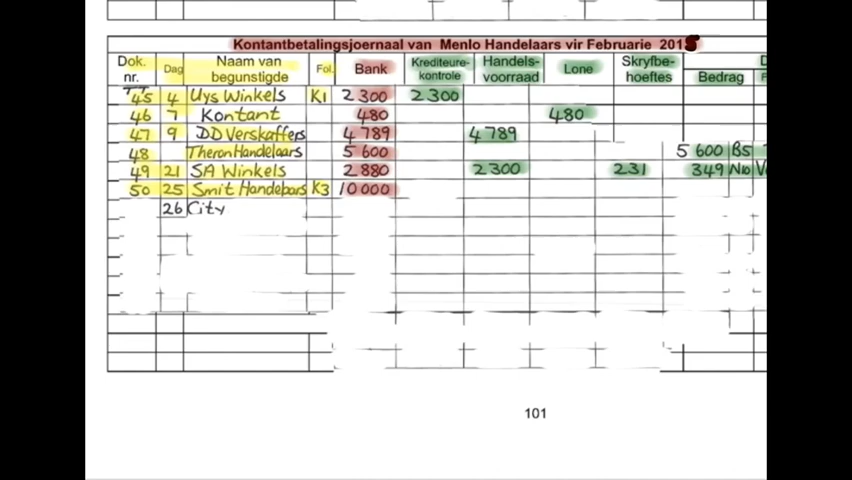 Kontantbetalingsjoernaal van Menlo Handelaars vir Februarie 2015
Dok. nr. Dag Naam van begunstigde Fol. Bank Krediteure-kontrole Handels-voorraad Lone Skryfbe-hoeftes Bedrag
45 4 Uys Winkels K1 2 300 2 300
46 7 Kontant 480 480
47 9 DD Verskaffers 4 789 4 789
48 Theron Handelaars 5 600 5 600 B5
49 21 SA Winkels 2 880 2 300 231 349 N10
50 25 Smit Handelaars K3 10 000
26 City
101